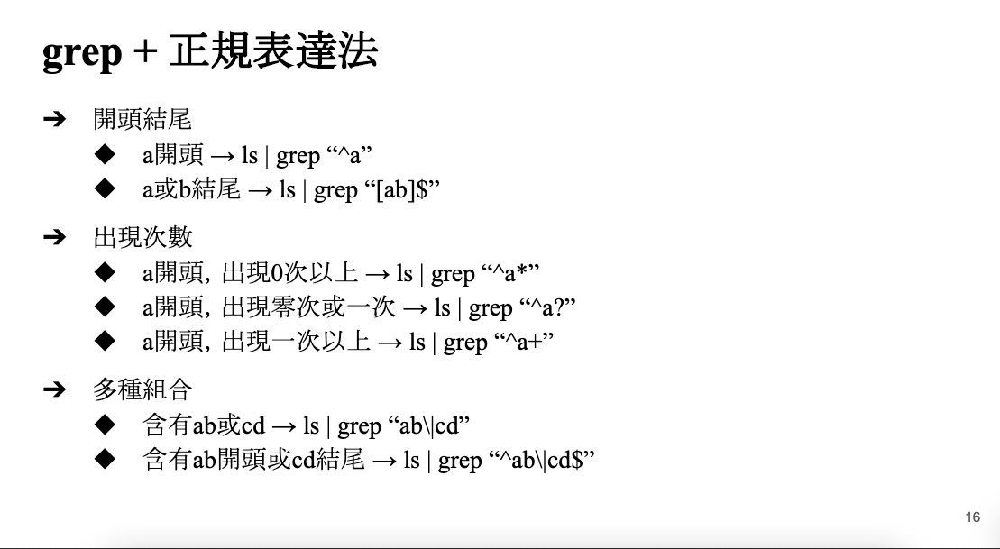 grep + 正規表達法
➔ 開頭結尾
◆ a開頭 → ls | grep “^a”
◆ a或b結尾 → ls | grep “[ab]$”
➔ 出現次數
◆ a開頭, 出現0次以上 → ls | grep “^a*”
◆ a開頭, 出現零次或一次 → ls | grep “^a?”
◆ a開頭, 出現一次以上 → ls | grep “^a+”
➔ 多種組合
◆ 含有ab或cd → ls | grep “ab\|cd”
◆ 含有ab開頭或cd結尾 → ls | grep “^ab\|cd$”
16